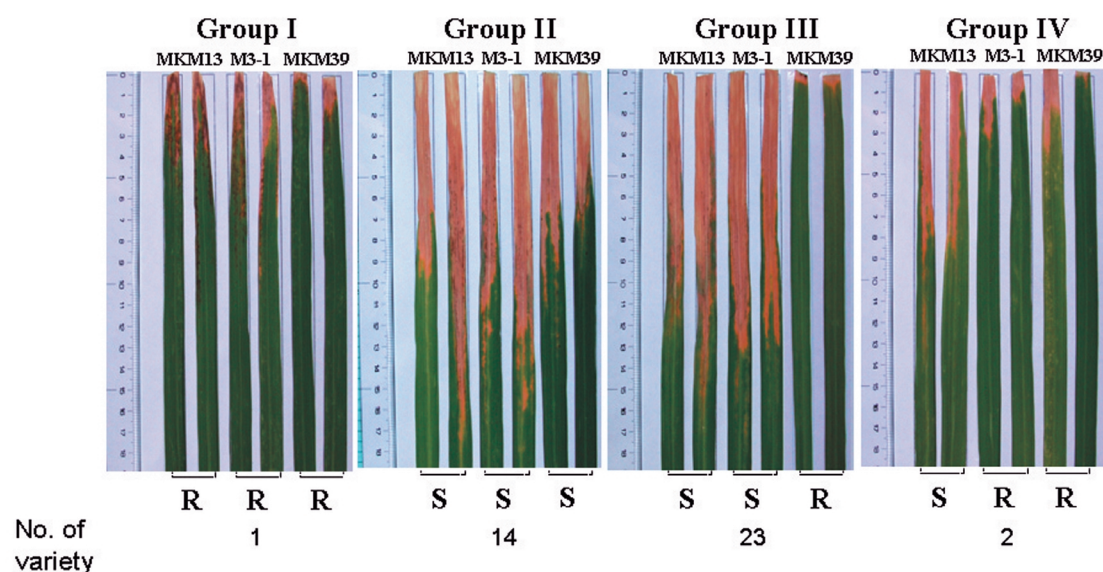 Group I Group II Group III Group IV
MKM13 M3-1 MKM39 MKM13 M3-1 MKM39 MKM13 M3-1 MKM39 MKM13 M3-1 MKM39
R R R S S S S S R S R R
No. of variety 1 14 23 2